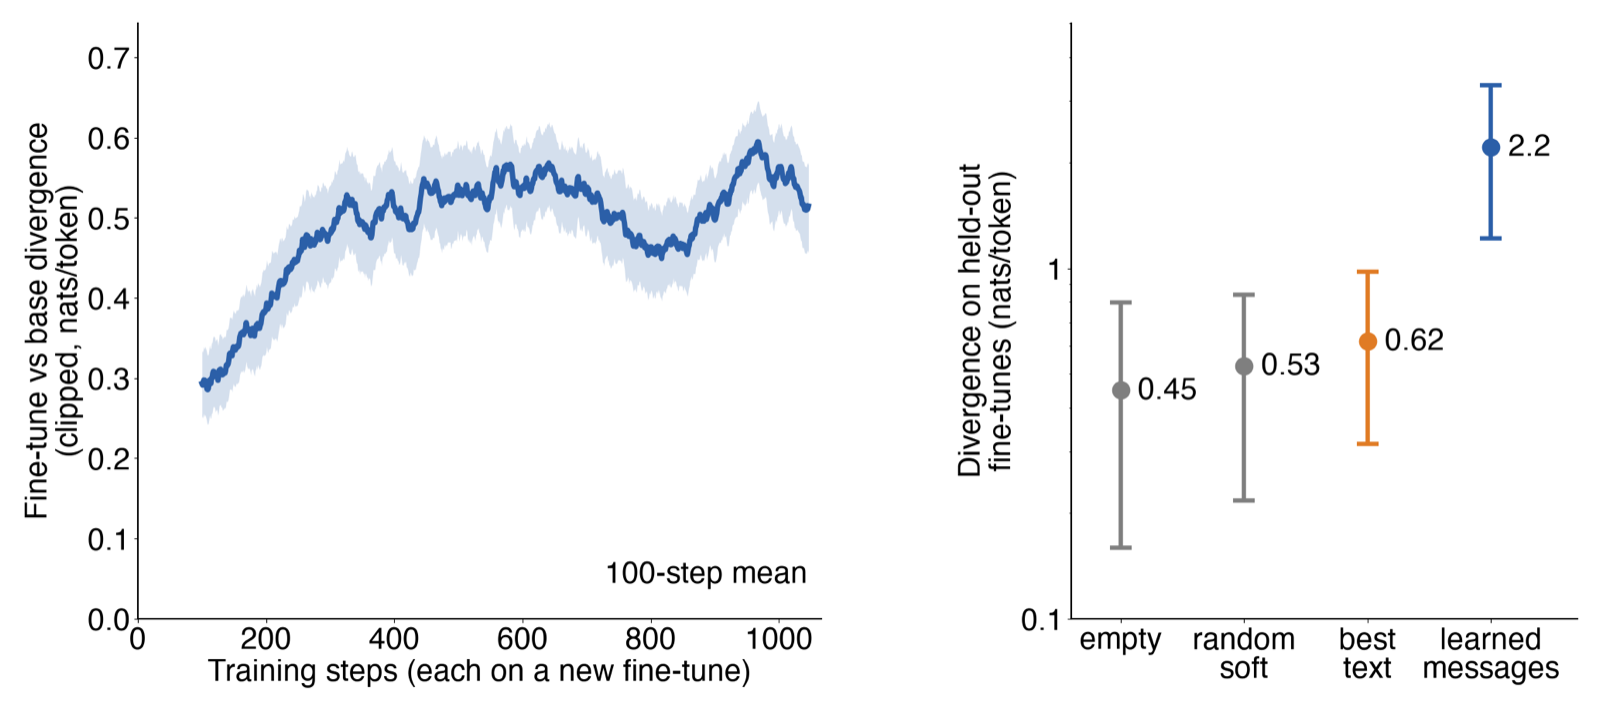 Fine-tune vs base divergence
(clipped, nats/token)
0.7
0.6
0.5
0.4
0.3
0.2
0.1
0.0
100-step mean
0
200
400
600
800
1000
Training steps (each on a new fine-tune)
Divergence on held-out
fine-tunes (nats/token)
1
0.1
0.45
0.53
0.62
2.2
empty
random
soft
best
text
learned
messages